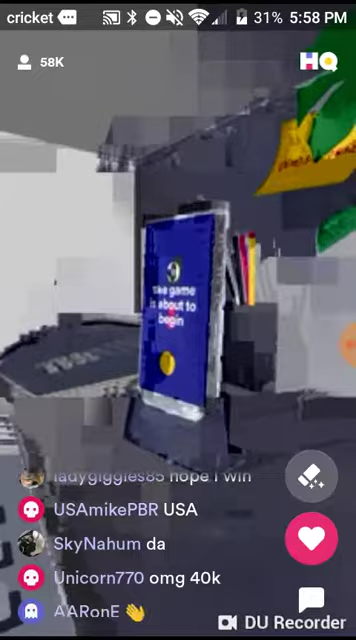 cricket 31% 5:58 PM
58K
HQ
The game
is about to
begin
ladygiggles85 hope i win
USAmikePBR USA
SkyNahum da
Unicorn770 omg 40k
AARonE 👋
DU Recorder